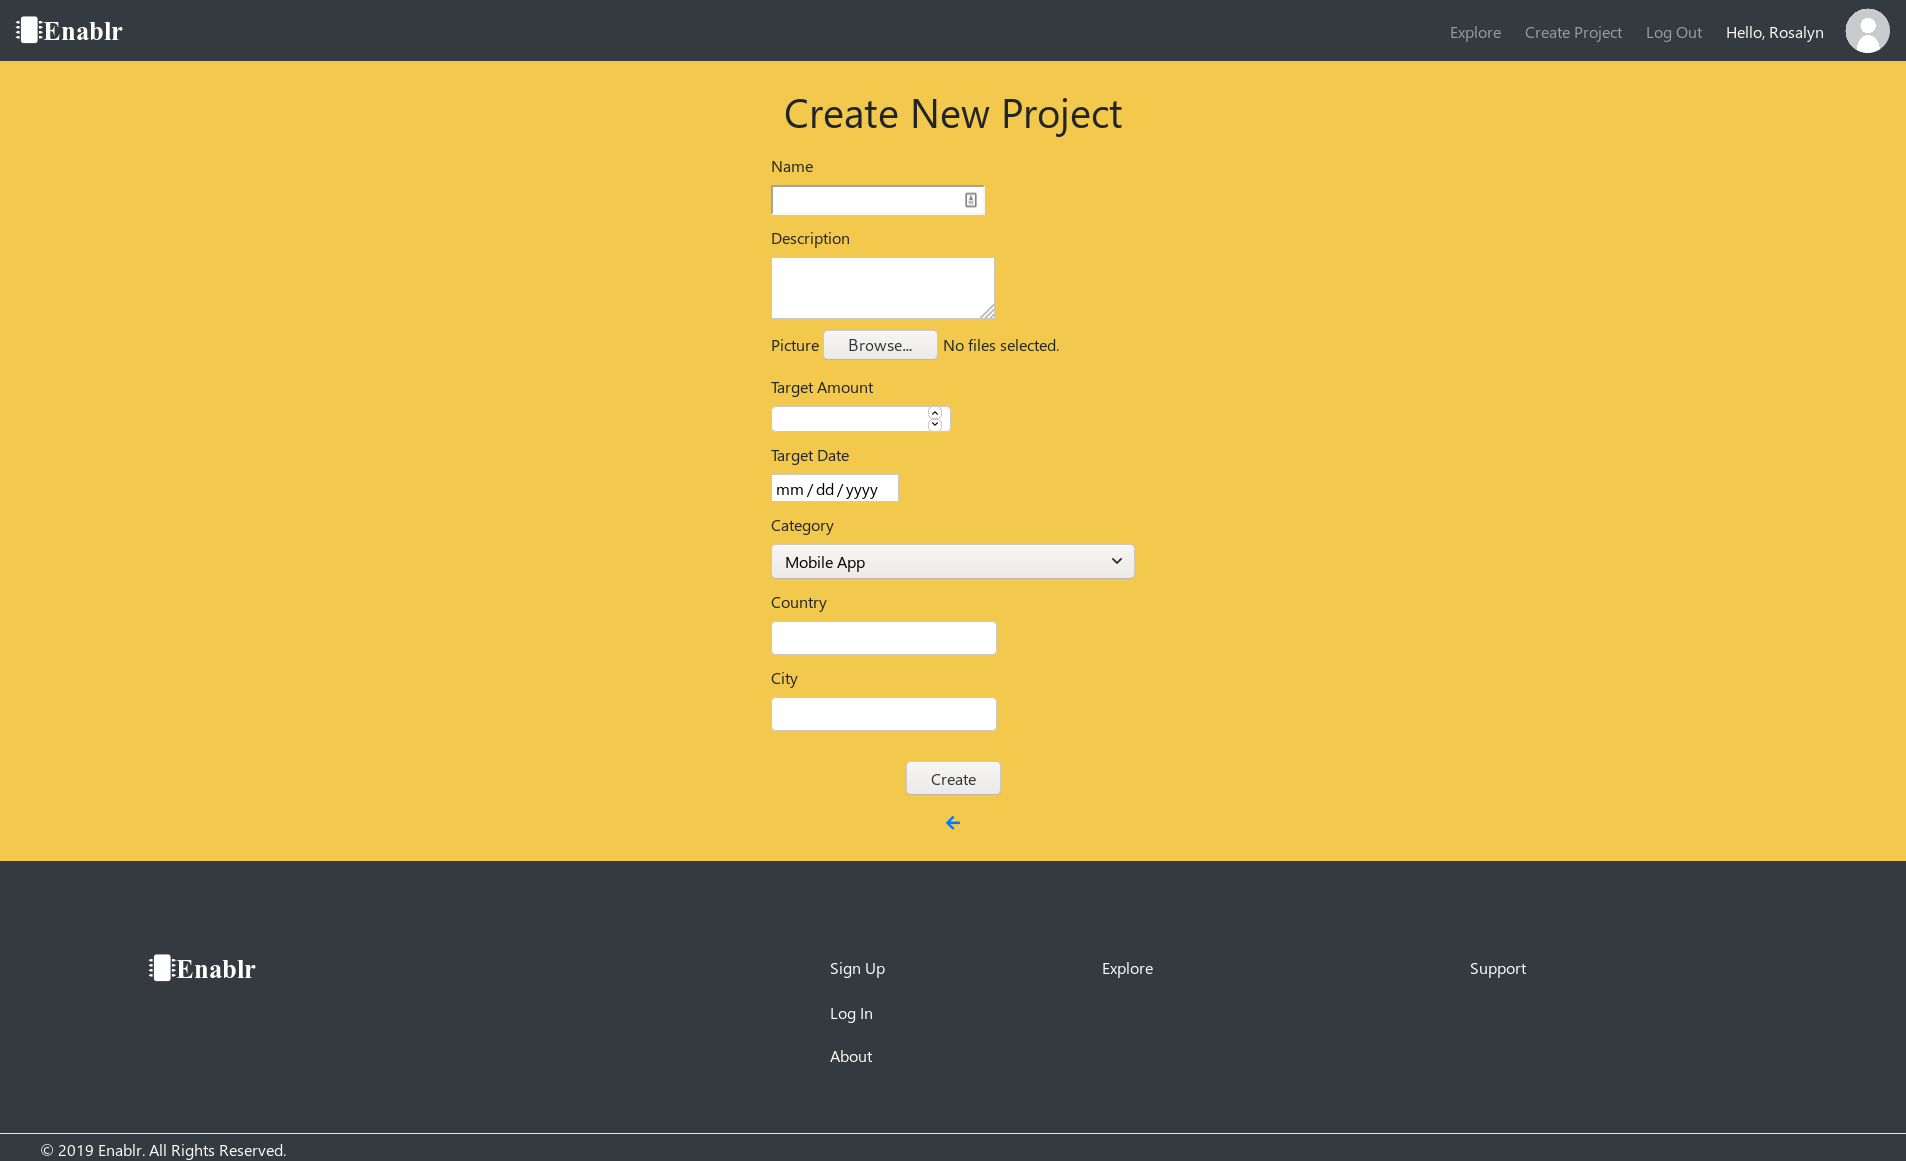 Enablr
Explore Create Project Log Out Hello, Rosalyn
Create New Project
Name
Description
Picture Browse... No files selected.
Target Amount
Target Date
mm / dd / yyyy
Category
Mobile App
Country
City
Create
Enablr
Sign Up
Log In
About
Explore
Support
© 2019 Enablr. All Rights Reserved.